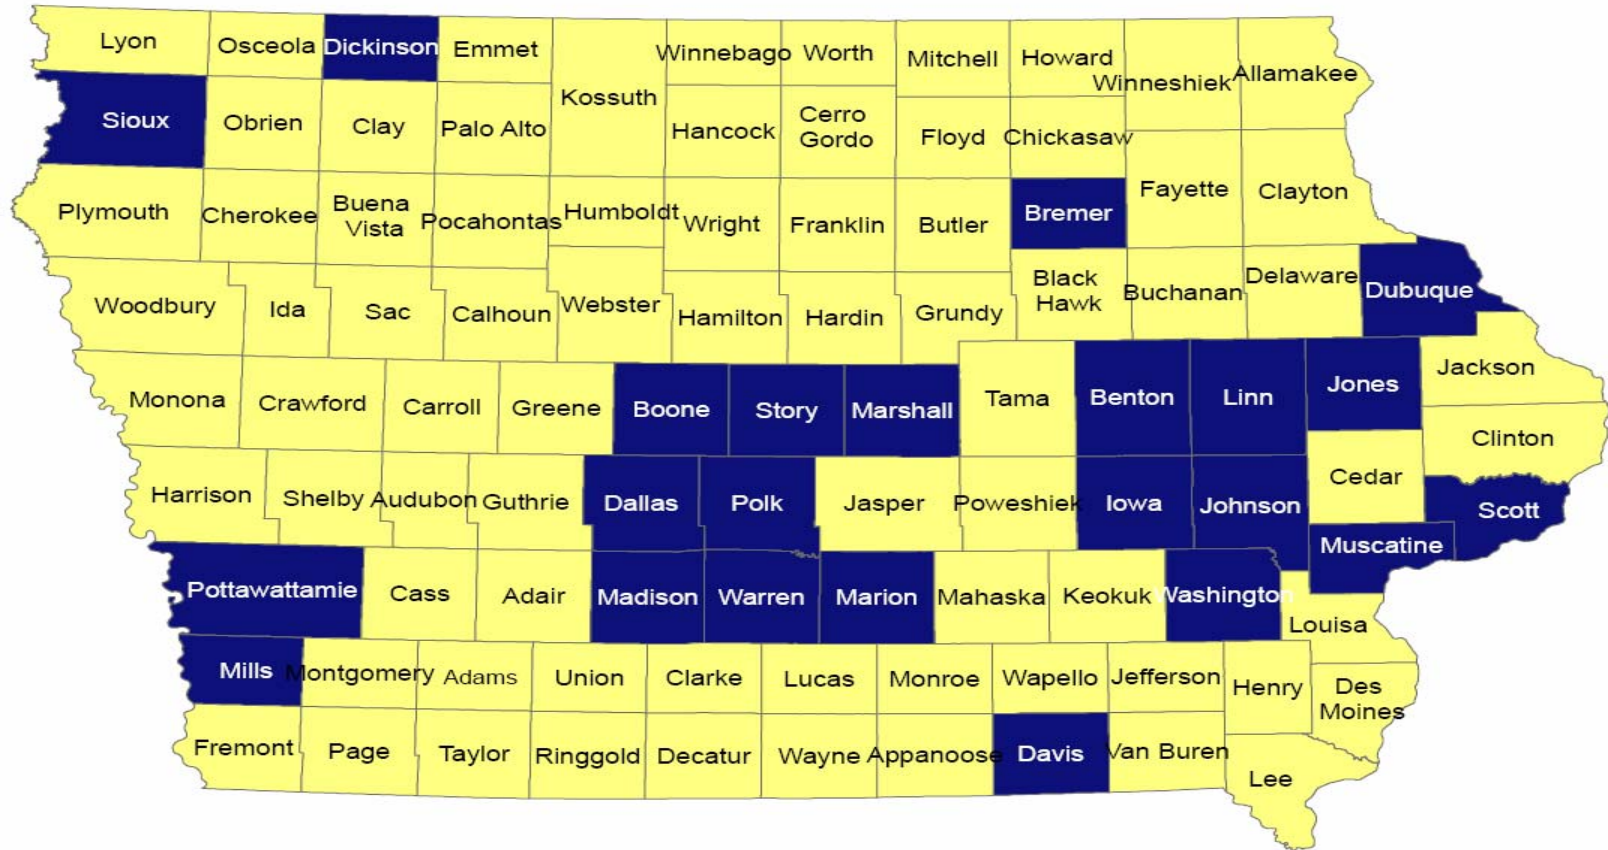 Lyon
Osceola
Dickinson
Emmet
Kossuth
Winnebago
Worth
Mitchell
Howard
Winneshiek
Allamakee
Sioux
Obrien
Clay
Palo Alto
Hancock
Cerro
Gordo
Floyd
Chickasaw
Plymouth
Cherokee
Buena
Vista
Pocahontas
Humboldt
Wright
Franklin
Butler
Bremer
Fayette
Clayton
Woodbury
Ida
Sac
Calhoun
Webster
Hamilton
Hardin
Grundy
Black
Hawk
Buchanan
Delaware
Dubuque
Monona
Crawford
Carroll
Greene
Boone
Story
Marshall
Tama
Benton
Linn
Jones
Jackson
Clinton
Harrison
Shelby
Audubon
Guthrie
Dallas
Polk
Jasper
Poweshiek
Iowa
Johnson
Cedar
Scott
Muscatine
Pottawattamie
Cass
Adair
Madison
Warren
Marion
Mahaska
Keokuk
Washington
Louisa
Mills
Montgomery
Adams
Union
Clarke
Lucas
Monroe
Wapello
Jefferson
Henry
Des
Moines
Fremont
Page
Taylor
Ringgold
Decatur
Wayne
Appanoose
Davis
Van Buren
Lee